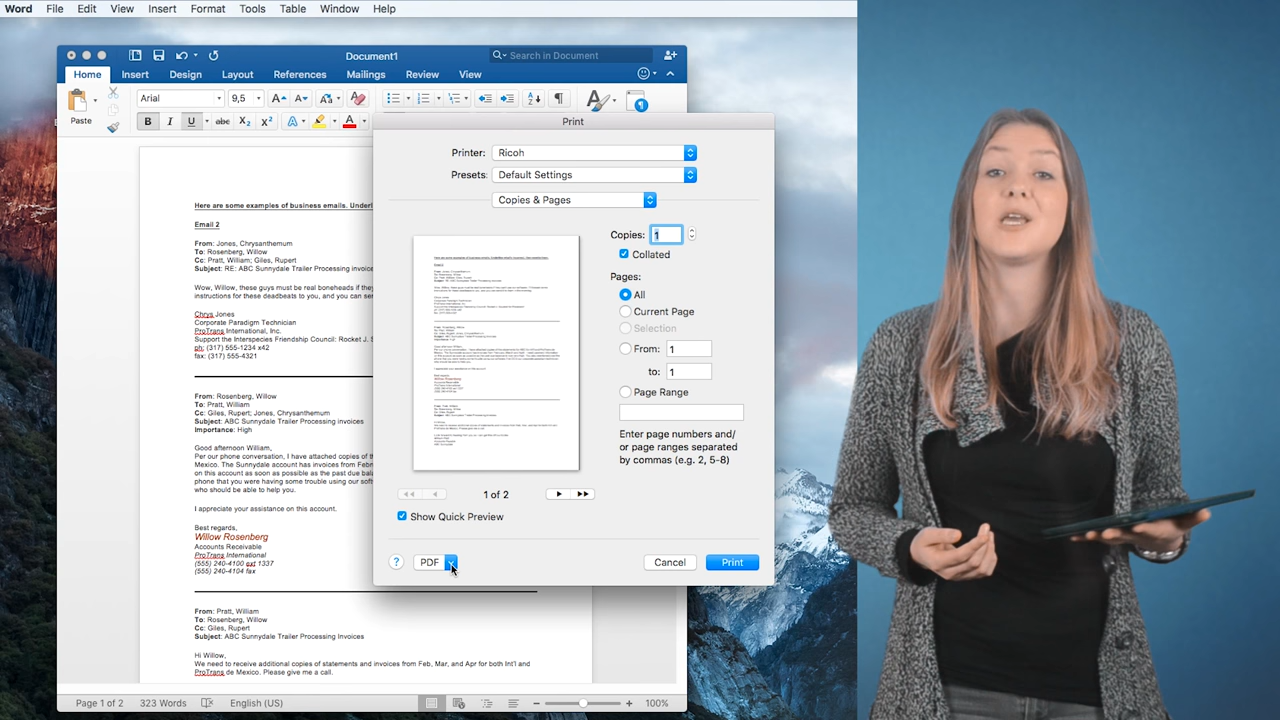 Word File Edit View Insert Format Tools Table Window Help
Document1
Search in Document
Home Insert Design Layout References Mailings Review View
Paste
Arial 9,5
B I U abc X2 X2 A A
Print
Printer: Ricoh
Presets: Default Settings
Copies & Pages
Copies: 1
Collated
Pages:
All
Current Page
Selection
From: 1
to: 1
Page Range
Enter page numbers and/
or page ranges separated
by commas (e.g. 2, 5-8)
1 of 2
Show Quick Preview
? PDF Cancel Print
Here are some examples of business emails. Underl
Email 2
From: Jones, Chrysanthemum
To: Rosenberg, Willow
Cc: Pratt, William; Giles, Rupert
Subject: RE: ABC Sunnydale Trailer Processing invoice
Wow, Willow, these guys must be real boneheads if they
instructions for these deadbeats to you, and you can ser
Chrys Jones
Corporate Paradigm Technician
ProTrans International, Inc.
Support the Interspecies Friendship Council: Rocket J. S
ph: (317) 555-1234 x42
fax: (317) 555-4321
From: Rosenberg, Willow
To: Pratt, William
Cc: Giles, Rupert; Jones, Chrysanthemum
Subject: ABC Sunnydale Trailer Processing invoices
Importance: High
Good afternoon William,
Per our phone conversation, I have attached copies of th
Mexico. The Sunnydale account has invoices from Febr
on this account as soon as possible as the past due bala
phone that you were having some trouble using our soft
who should be able to help you.
I appreciate your assistance on this account.
Best regards,
Willow Rosenberg
Accounts Receivable
ProTrans International
(555) 240-4100 ext 1337
(555) 240-4104 fax
From: Pratt, William
To: Rosenberg, Willow
Cc: Giles, Rupert
Subject: ABC Sunnydale Trailer Processing Invoices
Hi Willow,
We need to receive additional copies of statements and invoices from Feb, Mar, and Apr for both Int'l and
ProTrans de Mexico. Please give me a call.
Page 1 of 2 323 Words English (US) 100%